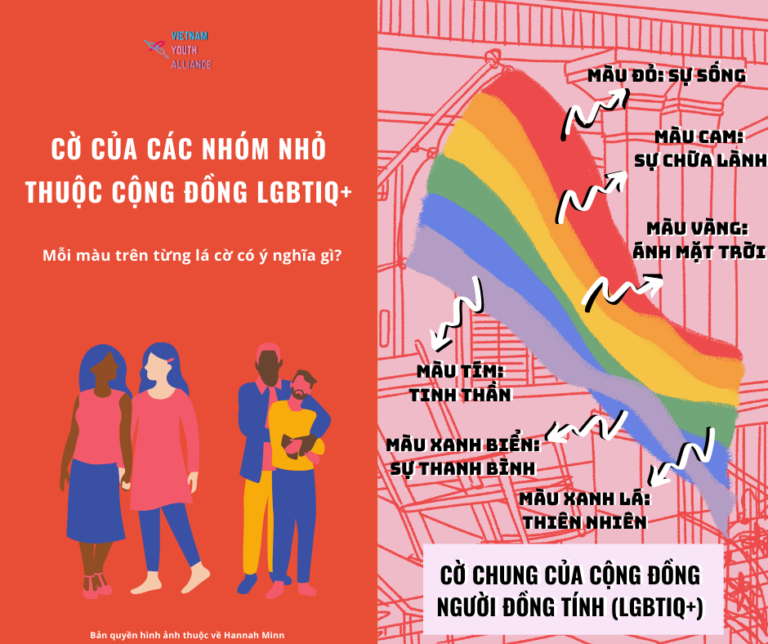 VIETNAM
YOUTH
ALLIANCE
CỜ CỦA CÁC NHÓM NHỎ
THUỘC CỘNG ĐỒNG LGBTIQ+
Mỗi màu trên từng lá cờ có ý nghĩa gì?
Bản quyền hình ảnh thuộc về Hannah Minn
MÀU ĐỎ: SỰ SỐNG
MÀU CAM:
SỰ CHỮA LÀNH
MÀU VÀNG:
ÁNH MẶT TRỜI
MÀU TÍM:
TINH THẦN
MÀU XANH BIỂN:
SỰ THANH BÌNH
MÀU XANH LÁ:
THIÊN NHIÊN
CỜ CHUNG CỦA CỘNG ĐỒNG
NGƯỜI ĐỒNG TÍNH (LGBTIQ+)